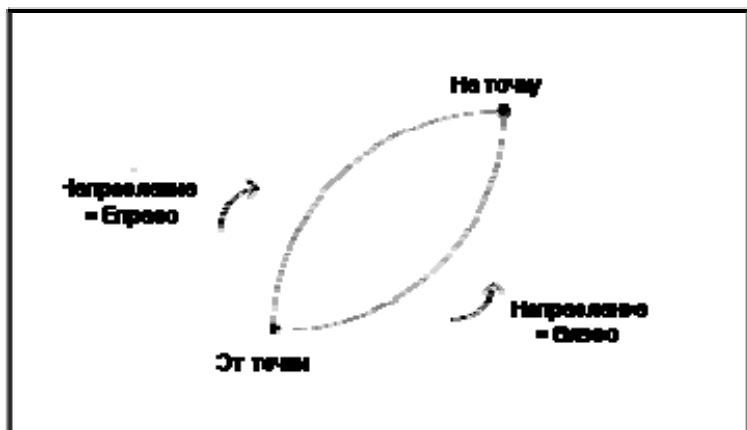 На точку
Направление
= Вправо
Направление
= Влево
От точки